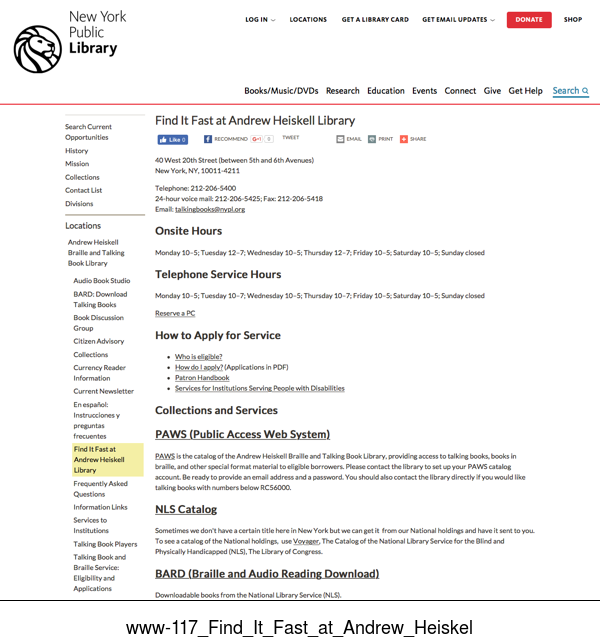 New York
Public
Library
LOG IN
LOCATIONS
GET A LIBRARY CARD
GET EMAIL UPDATES
DONATE
SHOP
Books/Music/DVDs
Research
Education
Events
Connect
Give
Get Help
Search
Search Current
Opportunities
History
Mission
Collections
Contact List
Divisions
Locations
Andrew Heiskell
Braille and Talking
Book Library
Audio Book Studio
BARD: Download
Talking Books
Book Discussion
Group
Citizen Advisory
Collections
Currency Reader
Information
Current Newsletter
En español:
Instrucciones y
preguntas
frecuentes
Find It Fast at
Andrew Heiskell
Library
Frequently Asked
Questions
Information Links
Services to
Institutions
Talking Book Players
Talking Book and
Braille Service:
Eligibility and
Applications
Find It Fast at Andrew Heiskell Library
Like 0
RECOMMEND
G+1 0
TWEET
EMAIL
PRINT
SHARE
40 West 20th Street (between 5th and 6th Avenues)
New York, NY, 10011-4211
Telephone: 212-206-5400
24-hour voice mail: 212-206-5425; Fax: 212-206-5418
Email: talkingbooks@nypl.org
Onsite Hours
Monday 10–5; Tuesday 12–7; Wednesday 10–5; Thursday 12–7; Friday 10–5; Saturday 10–5; Sunday closed
Telephone Service Hours
Monday 10–5; Tuesday 10–7; Wednesday 10–5; Thursday 10–7; Friday 10–5; Saturday 10–5; Sunday closed
Reserve a PC
How to Apply for Service
Who is eligible?
How do I apply? (Applications in PDF)
Patron Handbook
Services for Institutions Serving People with Disabilities
Collections and Services
PAWS (Public Access Web System)
PAWS is the catalog of the Andrew Heiskell Braille and Talking Book Library, providing access to talking books, books in
braille, and other special format material to eligible borrowers. Please contact the library to set up your PAWS catalog
account. Be ready to provide an email address and a password. You should also contact the library directly if you would like
talking books with numbers below RC56000.
NLS Catalog
Sometimes we don't have a certain title here in New York but we can get it from our National holdings and have it sent to you.
To see a catalog of the National holdings, use Voyager, The Catalog of the National Library Service for the Blind and
Physically Handicapped (NLS), The Library of Congress.
BARD (Braille and Audio Reading Download)
Downloadable books from the National Library Service (NLS).
www-117_Find_It_Fast_at_Andrew_Heiskel